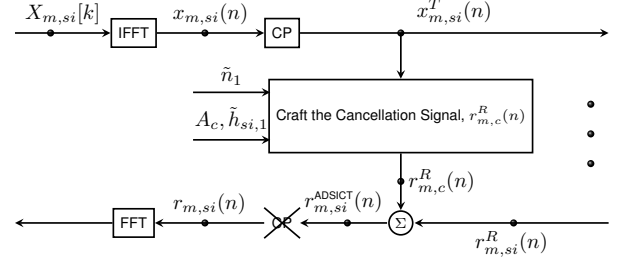 X_{m,si}[k] IFFT x_{m,si}(n) CP x^T_{m,si}(n)
ñ_1
A_c, h̃_{si,1}
Craft the Cancellation Signal, r^R_{m,c}(n)
r^R_{m,c}(n)
FFT r_{m,si}(n) CP r^{ADSICT}_{m,si}(n) Σ
r^R_{m,si}(n)